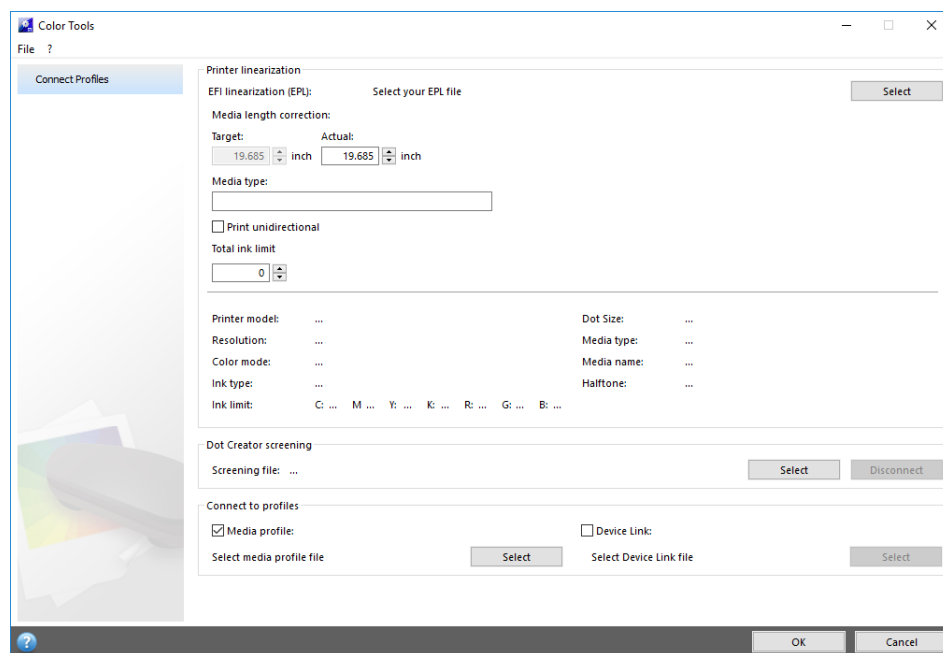 Color Tools
File ?
Connect Profiles
Printer linearization
EFI linearization (EPL): Select your EPL file Select
Media length correction:
Target: Actual:
19.685 inch 19.685 inch
Media type:
Print unidirectional
Total ink limit
0
Printer model: ... Dot Size: ...
Resolution: ... Media type: ...
Color mode: ... Media name: ...
Ink type: ... Halftone: ...
Ink limit: C: ... M ... Y: ... K: ... R: ... G: ... B: ...
Dot Creator screening
Screening file: ... Select Disconnect
Connect to profiles
Media profile: Device Link:
Select media profile file Select Select Device Link file Select
? OK Cancel